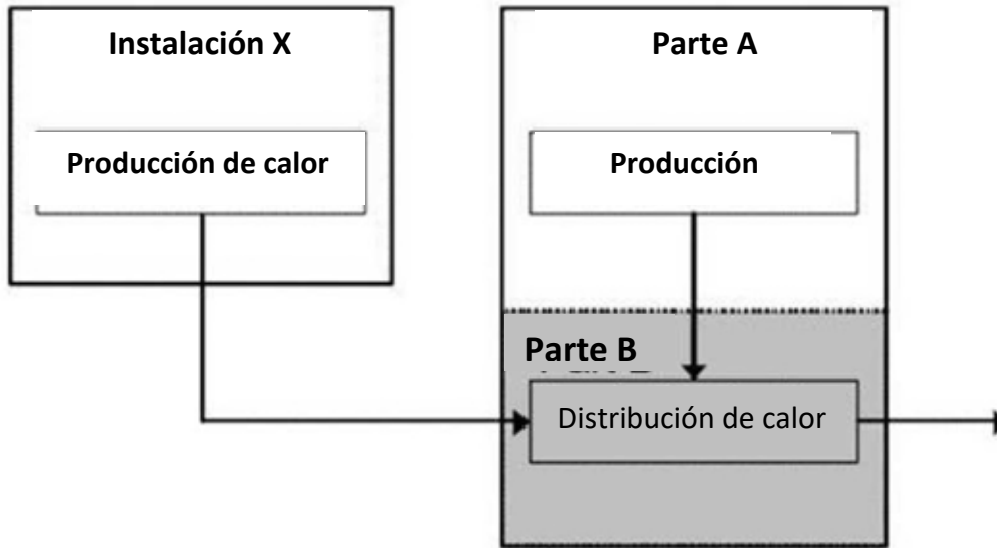 Instalación X
Producción de calor
Parte A
Producción
Parte B
Distribución de calor